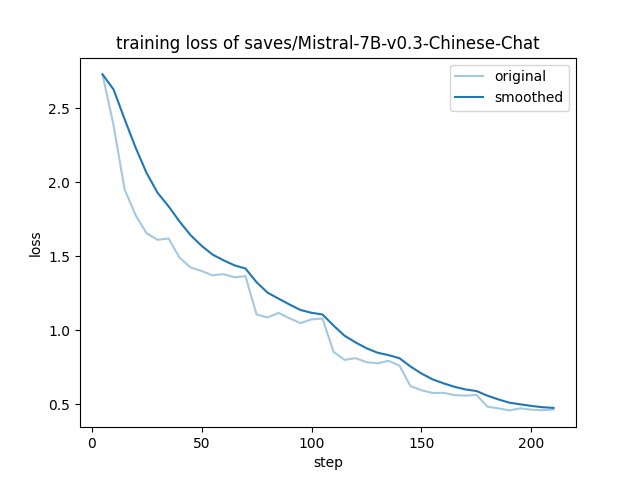 training loss of saves/Mistral-7B-v0.3-Chinese-Chat
original
smoothed
2.5
2.0
1.5
1.0
0.5
loss
0
50
100
150
200
step